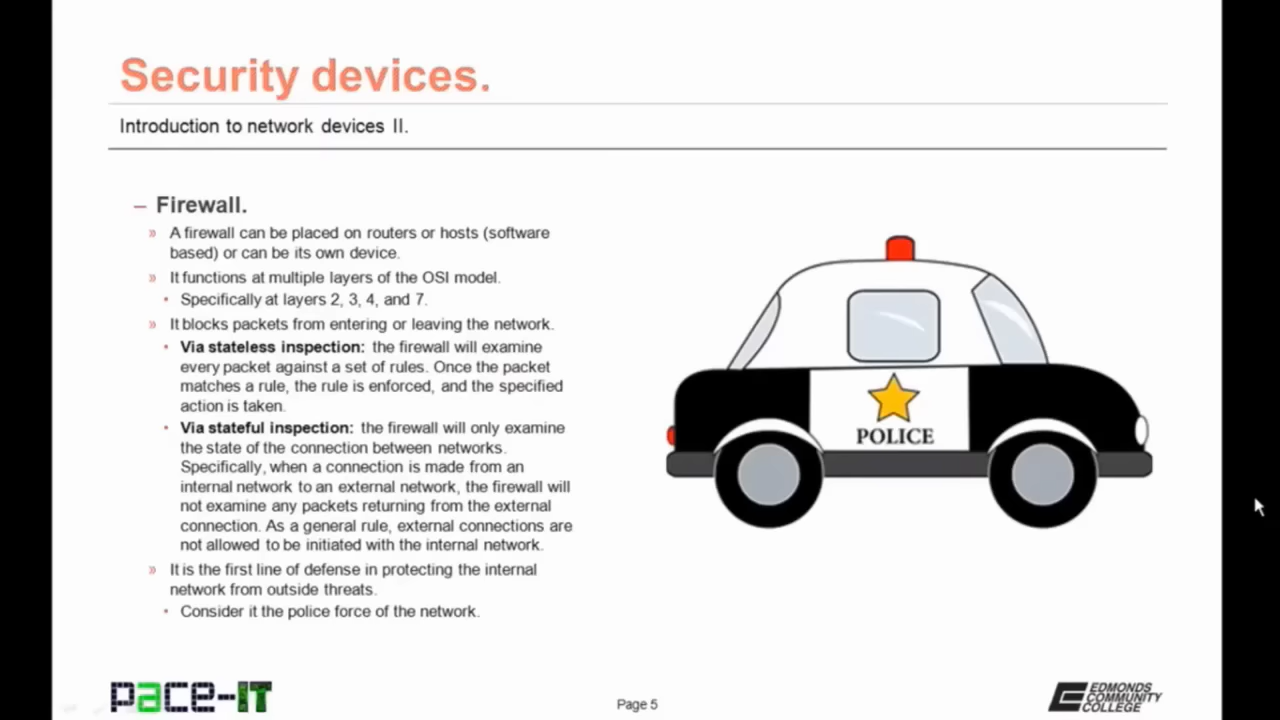 Security devices.
Introduction to network devices II.
– Firewall.
» A firewall can be placed on routers or hosts (software
based) or can be its own device.
» It functions at multiple layers of the OSI model.
• Specifically at layers 2, 3, 4, and 7.
» It blocks packets from entering or leaving the network.
• Via stateless inspection: the firewall will examine
every packet against a set of rules. Once the packet
matches a rule, the rule is enforced, and the specified
action is taken.
• Via stateful inspection: the firewall will only examine
the state of the connection between networks.
Specifically, when a connection is made from an
internal network to an external network, the firewall will
not examine any packets returning from the external
connection. As a general rule, external connections are
not allowed to be initiated with the internal network.
» It is the first line of defense in protecting the internal
network from outside threats.
• Consider it the police force of the network.
POLICE
pace-IT
Page 5
EDMONDS
COMMUNITY
COLLEGE